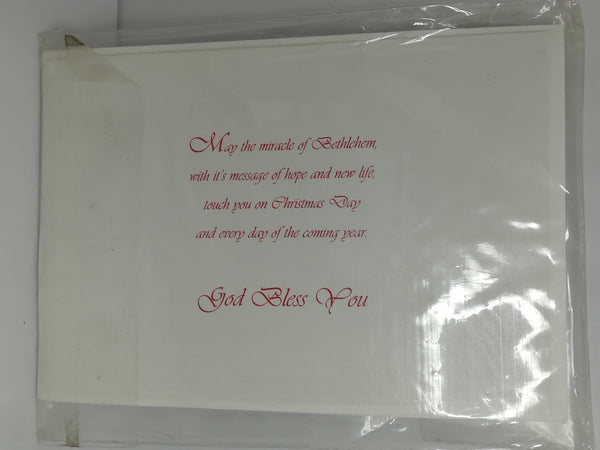 May the miracle of Bethlehem,
with it's message of hope and new life,
touch you on Christmas Day
and every day of the coming year.
God Bless You